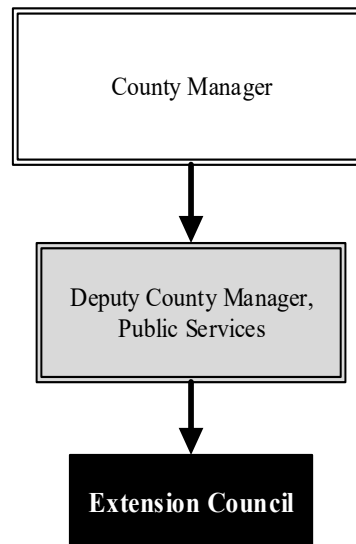 County Manager
Deputy County Manager,
Public Services
Extension Council